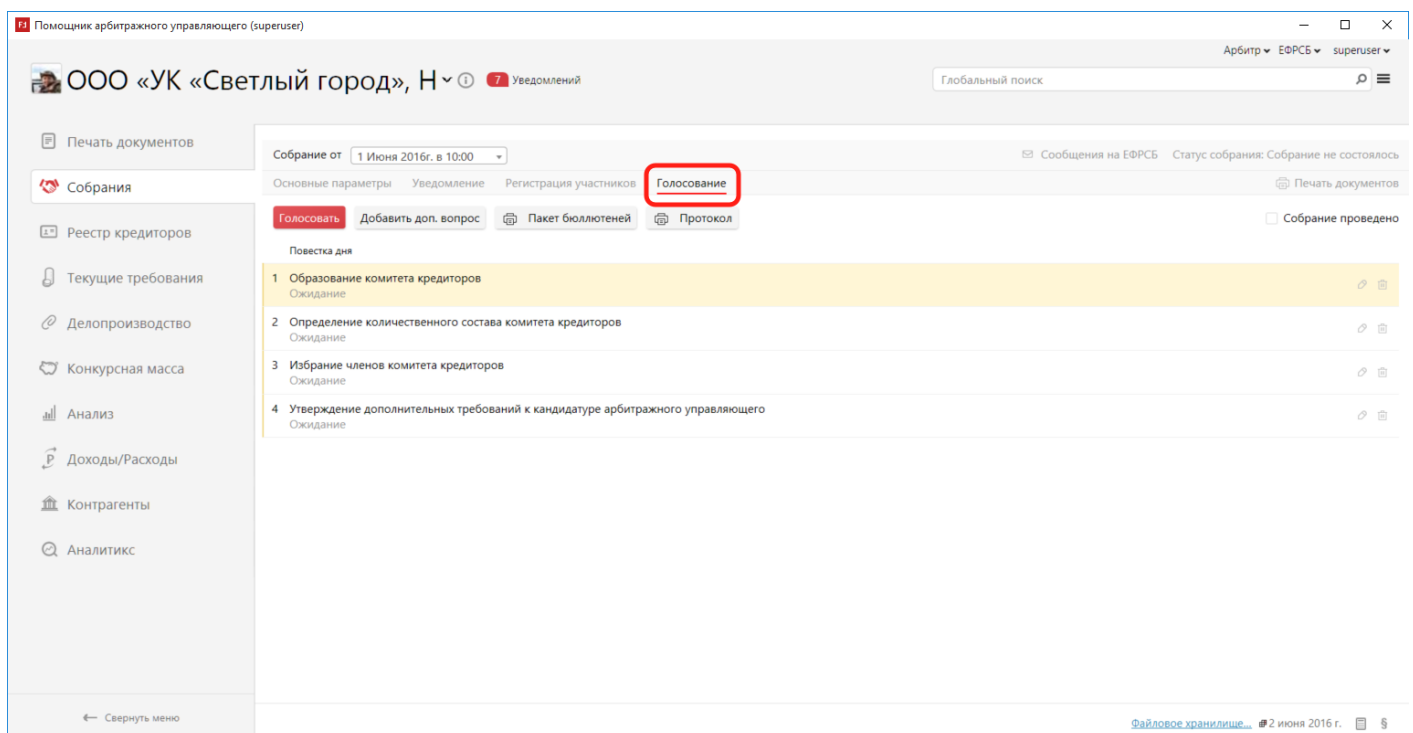 Помощник арбитражного управляющего (superuser)
Арбитр ЕФРСБ superuser
ООО «УК «Светлый город», Н 7 Уведомлений
Глобальный поиск
Печать документов
Собрания
Реестр кредиторов
Текущие требования
Делопроизводство
Конкурсная масса
Анализ
Доходы/Расходы
Контрагенты
Аналитикс
Свернуть меню
Собрание от 1 Июня 2016г. в 10:00
Сообщения на ЕФРСБ Статус собрания: Собрание не состоялось
Основные параметры Уведомление Регистрация участников Голосование
Печать документов
Голосовать Добавить доп. вопрос Пакет бюллютеней Протокол
Собрание проведено
Повестка дня
1 Образование комитета кредиторов
Ожидание
2 Определение количественного состава комитета кредиторов
Ожидание
3 Избрание членов комитета кредиторов
Ожидание
4 Утверждение дополнительных требований к кандидатуре арбитражного управляющего
Ожидание
Файловое хранилище... 2 июня 2016 г. §